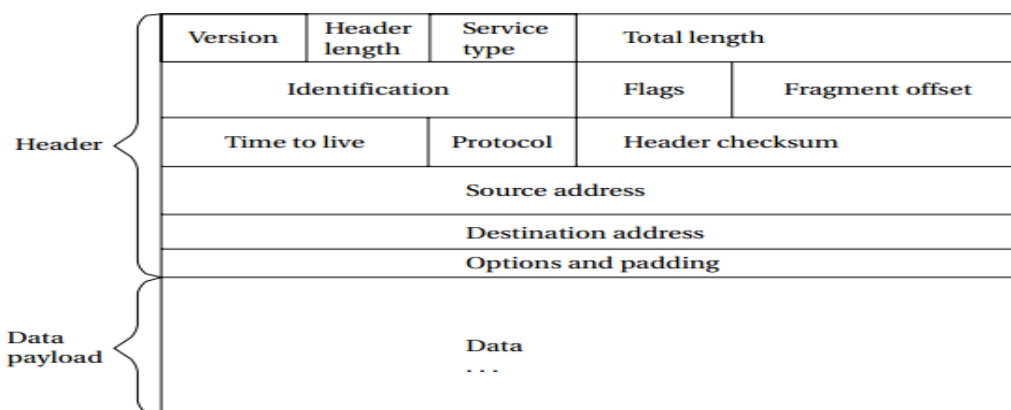 Version
Header
length
Service
type
Total length
Identification
Flags
Fragment offset
Header
Time to live
Protocol
Header checksum
Source address
Destination address
Options and padding
Data
payload
Data
...